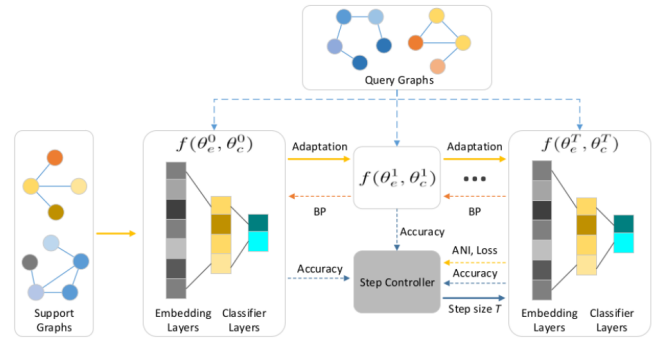 Query Graphs
f(θ_e^0, θ_c^0)
Adaptation
f(θ_e^1, θ_c^1)
Adaptation
f(θ_e^T, θ_c^T)
BP
...
BP
Accuracy
ANI, Loss
Accuracy
Step Controller
Accuracy
Step size T
Support
Graphs
Embedding
Layers
Classifier
Layers
Embedding
Layers
Classifier
Layers